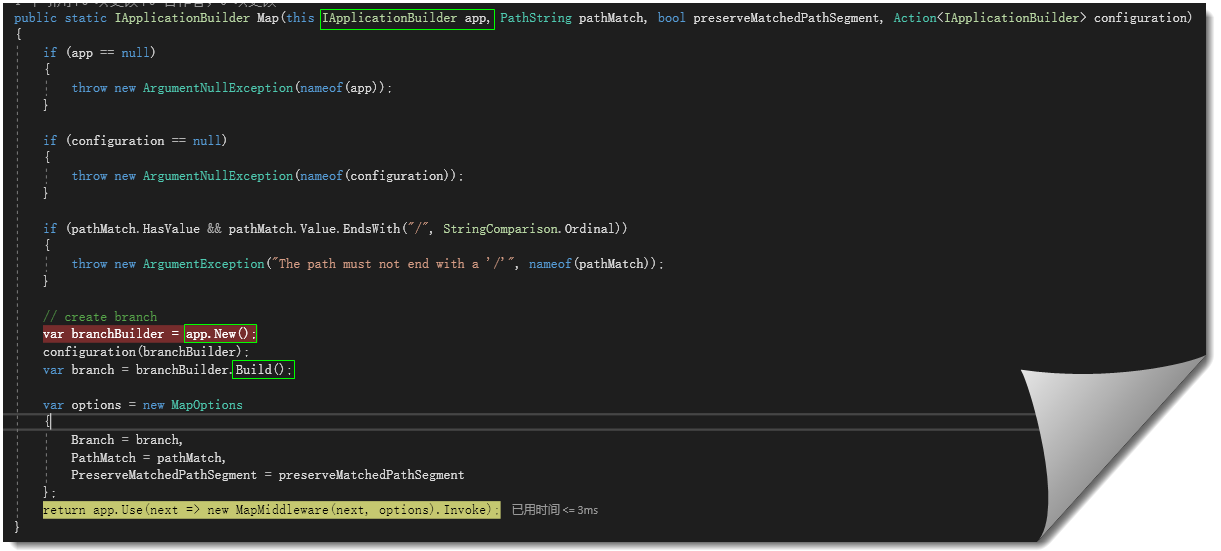 public static IApplicationBuilder Map(this IApplicationBuilder app, PathString pathMatch, bool preserveMatchedPathSegment, Action<IApplicationBuilder> configuration)
{
    if (app == null)
    {
        throw new ArgumentNullException(nameof(app));
    }

    if (configuration == null)
    {
        throw new ArgumentNullException(nameof(configuration));
    }

    if (pathMatch.HasValue && pathMatch.Value.EndsWith("/", StringComparison.Ordinal))
    {
        throw new ArgumentException("The path must not end with a '/'", nameof(pathMatch));
    }

    // create branch
    var branchBuilder = app.New();
    configuration(branchBuilder);
    var branch = branchBuilder.Build();

    var options = new MapOptions
    {
        Branch = branch,
        PathMatch = pathMatch,
        PreserveMatchedPathSegment = preserveMatchedPathSegment
    };
    return app.Use(next => new MapMiddleware(next, options).Invoke); 已用时间 <= 3ms
}